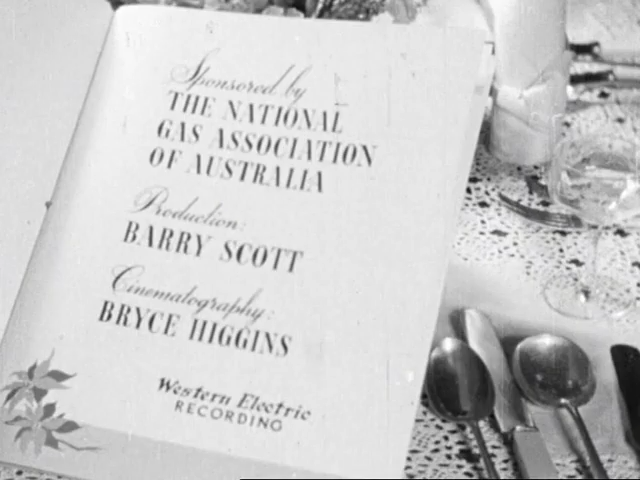 Sponsored by
THE NATIONAL
GAS ASSOCIATION
OF AUSTRALIA
Production:
BARRY SCOTT
Cinematography:
BRYCE HIGGINS
Western Electric
RECORDING